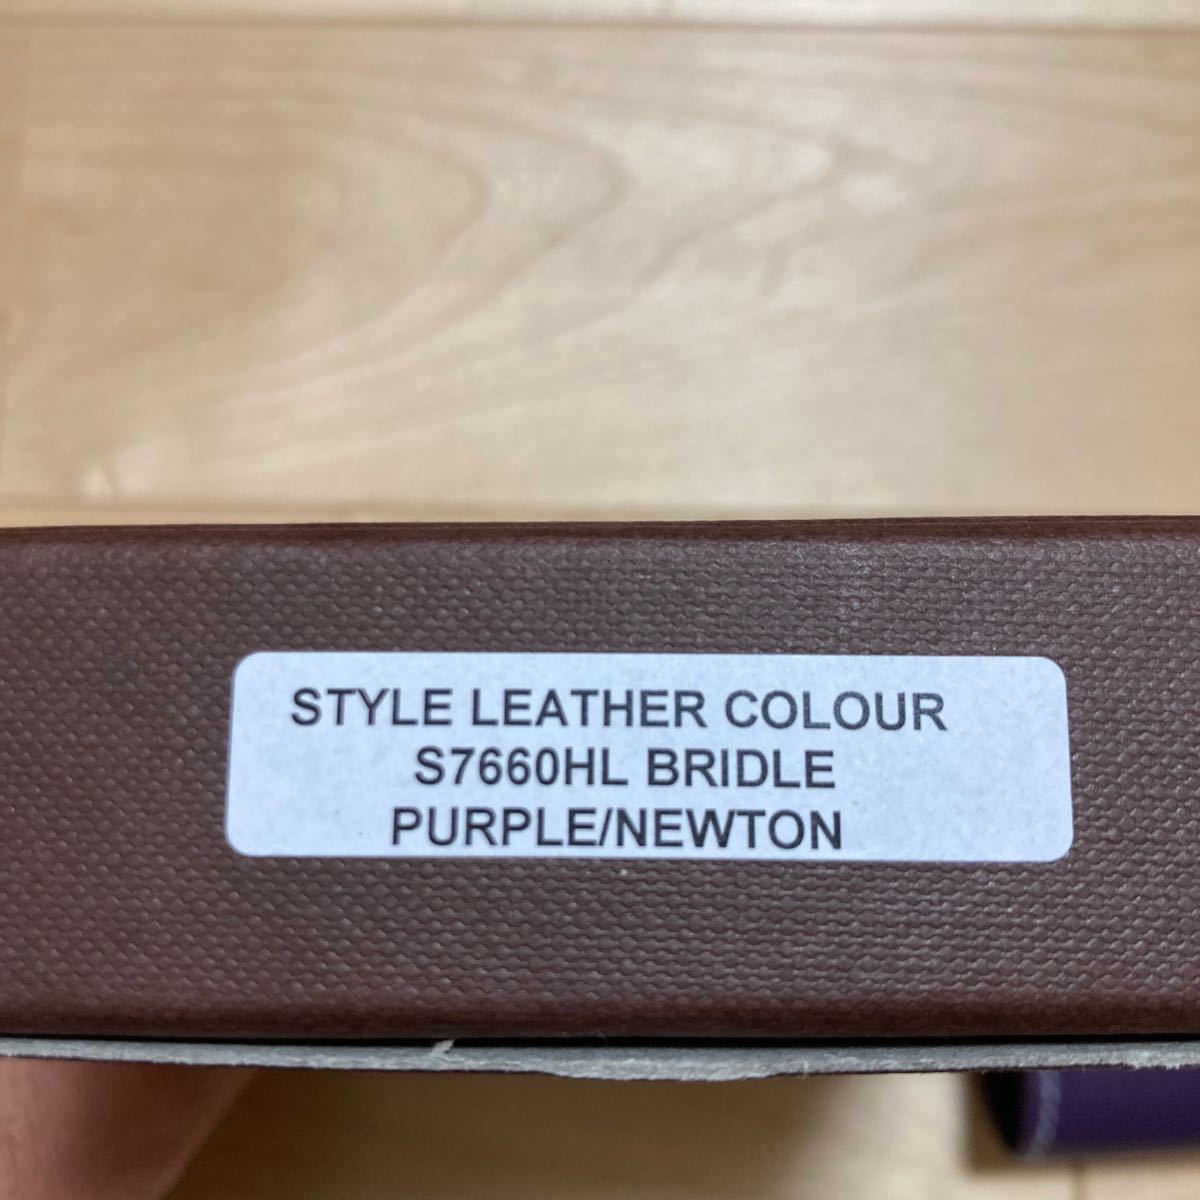 STYLE LEATHER COLOUR
S7660HL BRIDLE
PURPLE/NEWTON